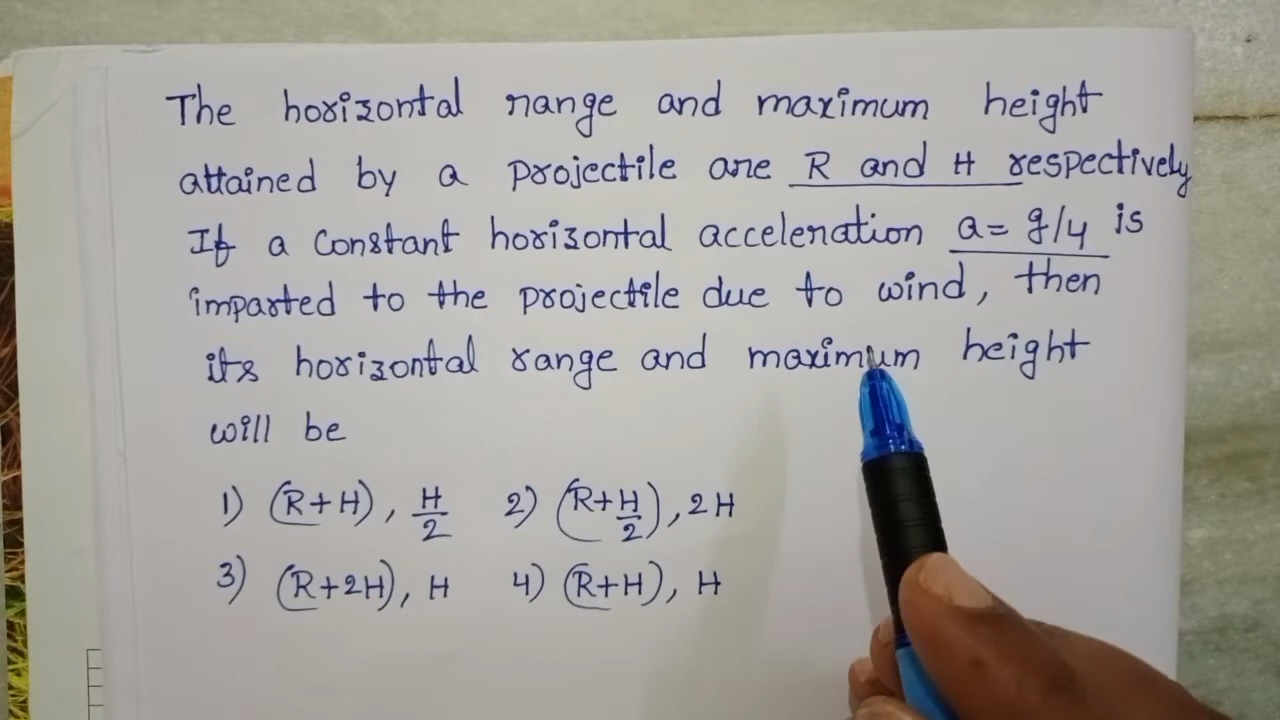 The horizontal range and maximum height
attained by a projectile are R and H respectively
If a constant horizontal acceleration a = g/4 is
imparted to the projectile due to wind, then
its horizontal range and maximum height
will be
1) (R+H), H/2 2) (R+H/2), 2H
3) (R+2H), H 4) (R+H), H